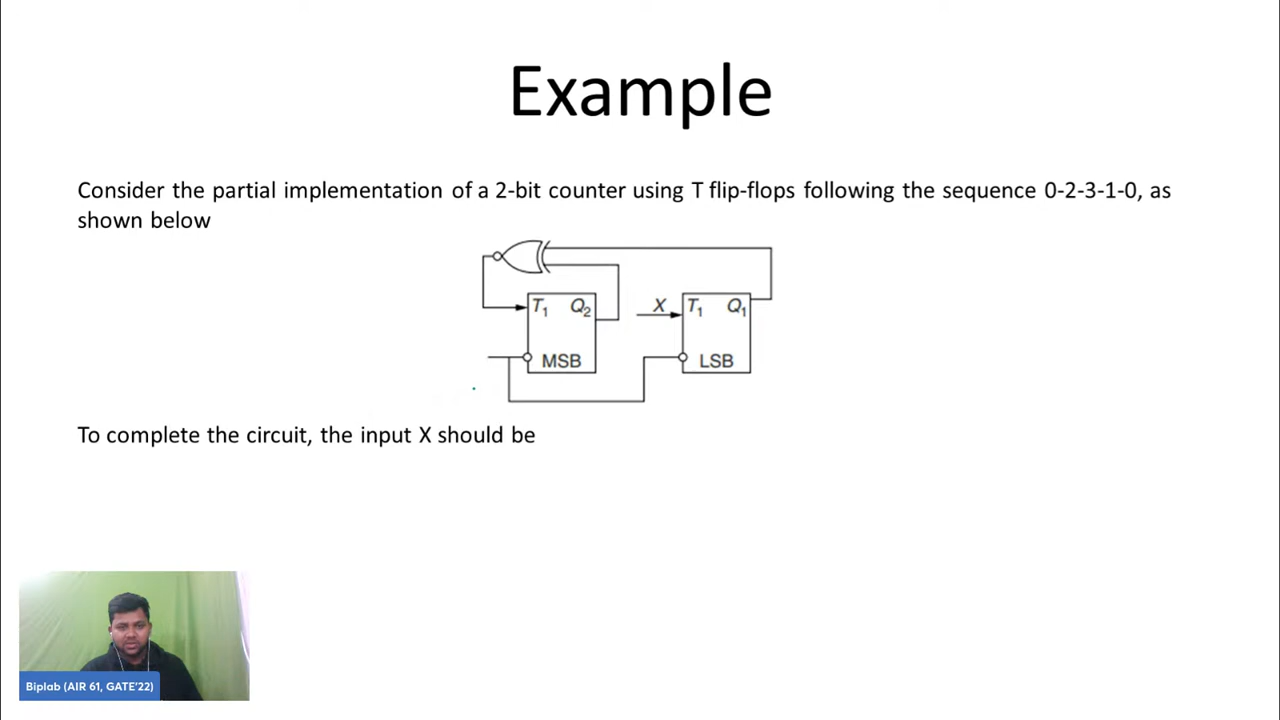 Example
Consider the partial implementation of a 2-bit counter using T flip-flops following the sequence 0-2-3-1-0, as
shown below
T1 Q2 X T1 Q1
MSB LSB
To complete the circuit, the input X should be
Biplab (AIR 61, GATE'22)